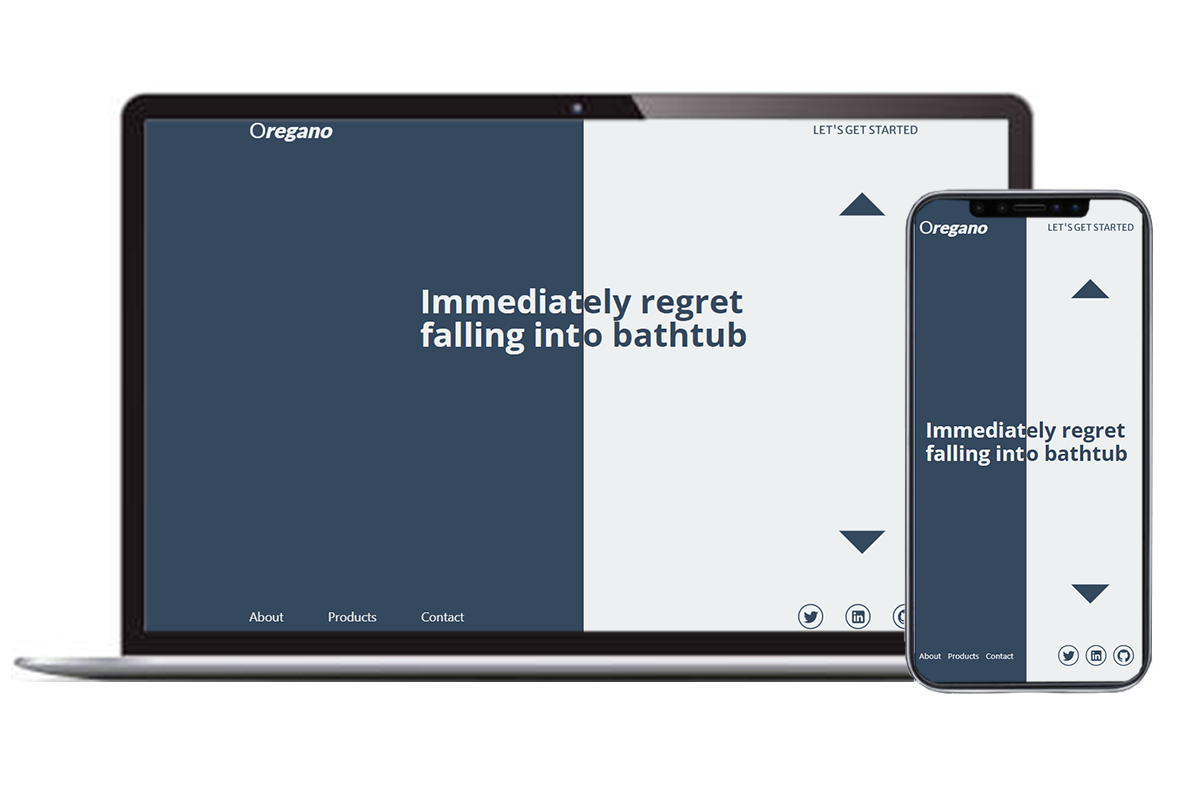 Oregano
LET'S GET STARTED
Immediately regret
falling into bathtub
About Products Contact
Oregano
LET'S GET STARTED
Immediately regret
falling into bathtub
About Products Contact